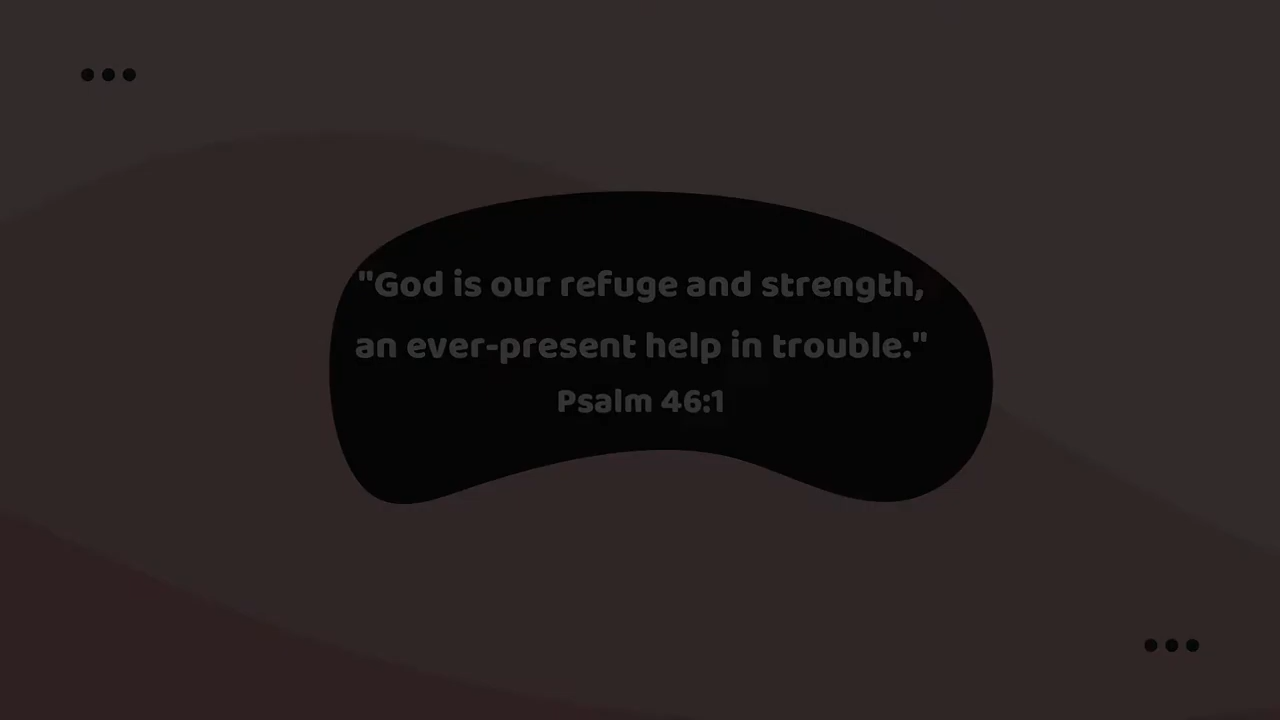 "God is our refuge and strength,
an ever-present help in trouble."
Psalm 46:1